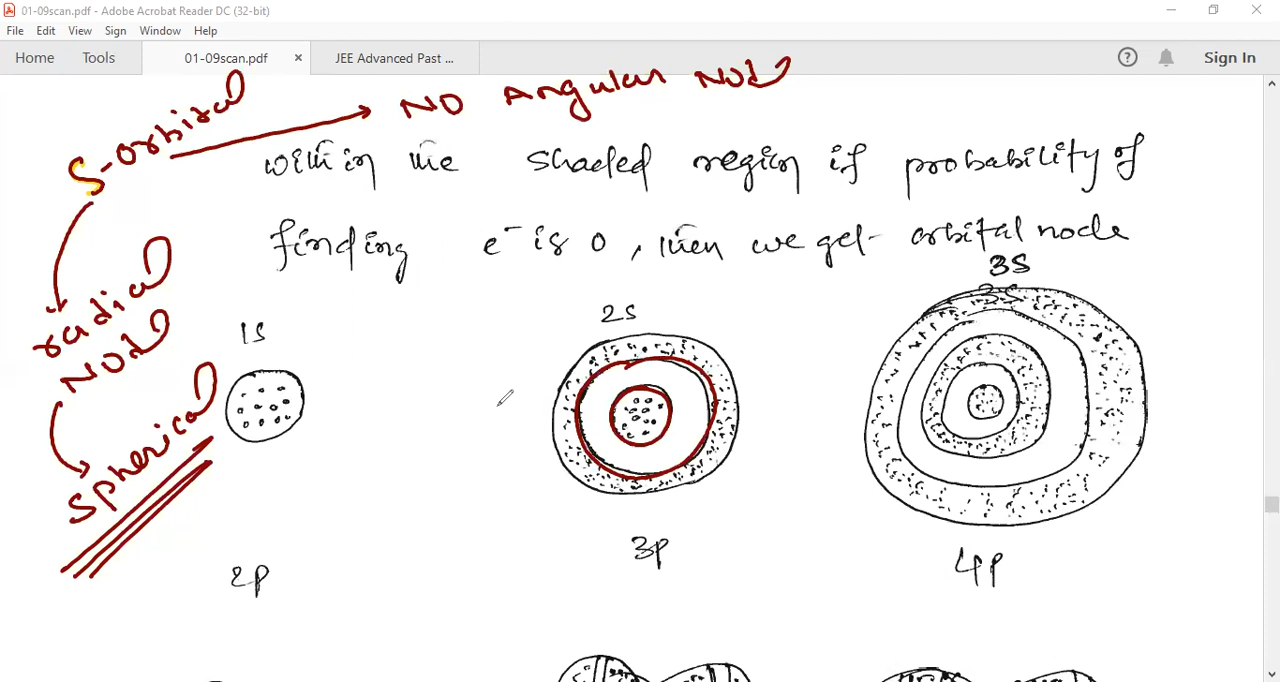 01-09scan.pdf - Adobe Acrobat Reader DC (32-bit)
File Edit View Sign Window Help
Home Tools 01-09scan.pdf × JEE Advanced Past ... ? Sign In
S-orbital → NO Angular Node
within the shaded region if probability of
finding e⁻ is 0, then we get orbital node
radial
Node
spherical
1s
2s
3s
3s
2p
3p
4p